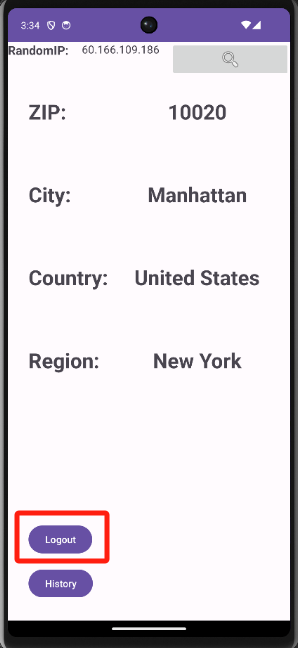 3:34
RandomIP: 60.166.109.186
ZIP: 10020
City: Manhattan
Country: United States
Region: New York
Logout
History